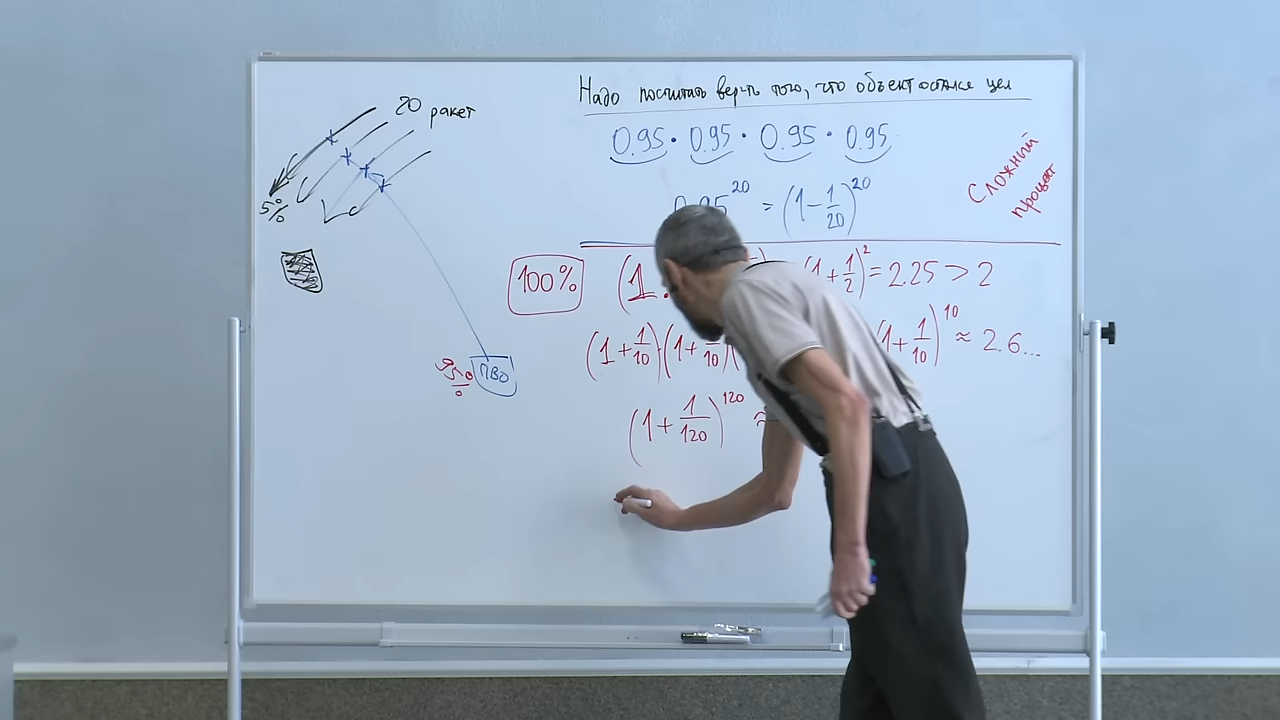 20 ракет
5%
ПВО
95%
Надо посчитать вер-ть того, что объект остался цел
0.95 · 0.95 · 0.95 · 0.95
20 = (1 - 1/20)^20
Сложный
процент
100%
(1 + 1/2)^2 = 2.25 > 2
(1 + 1/10)(1 + 1/10) (1 + 1/10)^10 ≈ 2.6...
(1 + 1/120)^120 ≈